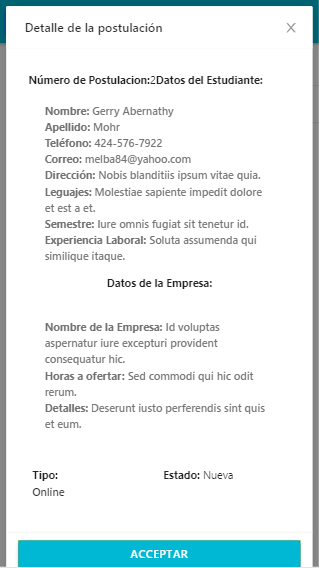 Detalle de la postulación
Número de Postulacion:2Datos del Estudiante:
Nombre: Gerry Abernathy
Apellido: Mohr
Teléfono: 424-576-7922
Correo: melba84@yahoo.com
Dirección: Nobis blanditiis ipsum vitae quia.
Leguajes: Molestiae sapiente impedit dolore
et est a et.
Semestre: Iure omnis fugiat sit tenetur id.
Experiencia Laboral: Soluta assumenda qui
similique itaque.
Datos de la Empresa:
Nombre de la Empresa: Id voluptas
aspernatur iure excepturi provident
consequatur hic.
Horas a ofertar: Sed commodi qui hic odit
rerum.
Detalles: Deserunt iusto perferendis sint quis
et eum.
Tipo: Estado: Nueva
Online
ACCEPTAR